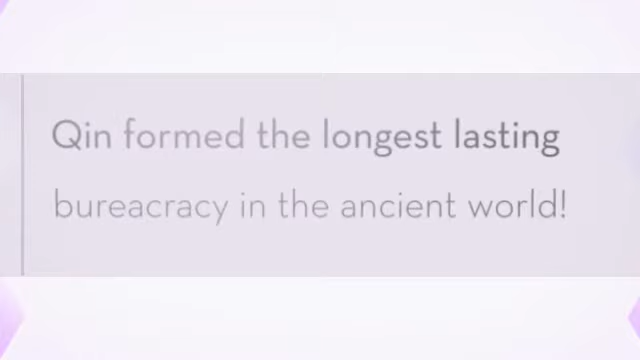 Qin formed the longest lasting
bureacracy in the ancient world!